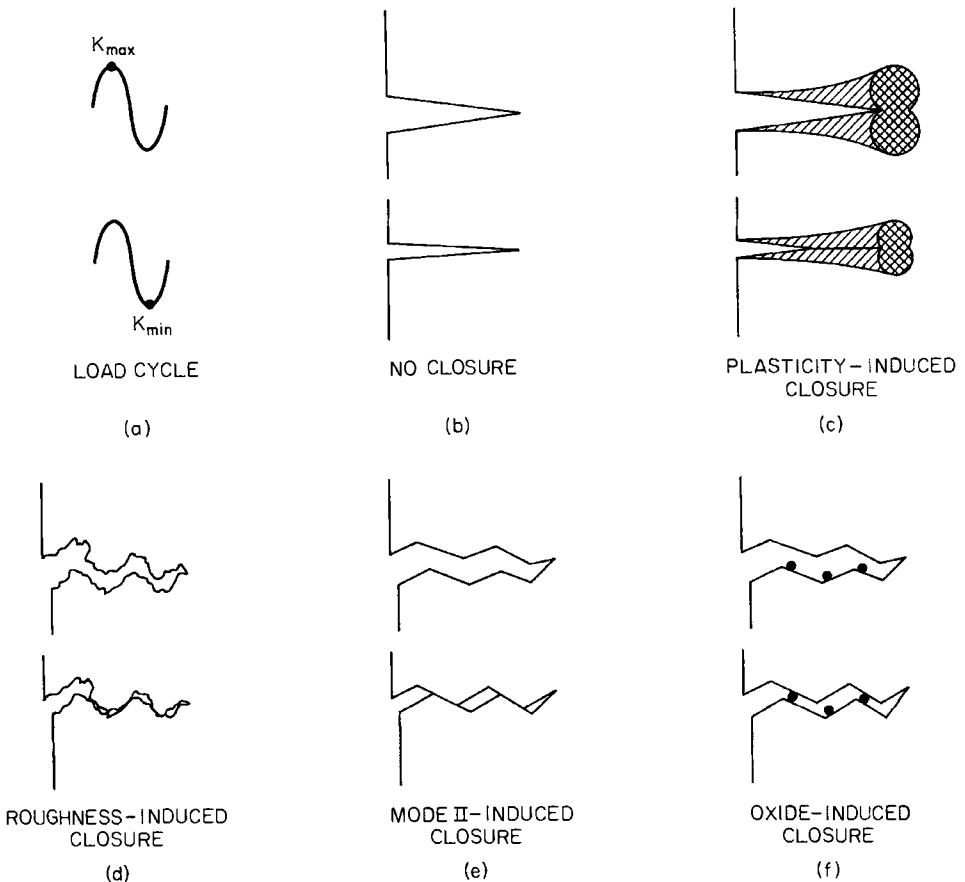 Kmax
Kmin
LOAD CYCLE
(a)
NO CLOSURE
(b)
PLASTICITY-INDUCED
CLOSURE
(c)
ROUGHNESS-INDUCED
CLOSURE
(d)
MODE II-INDUCED
CLOSURE
(e)
OXIDE-INDUCED
CLOSURE
(f)